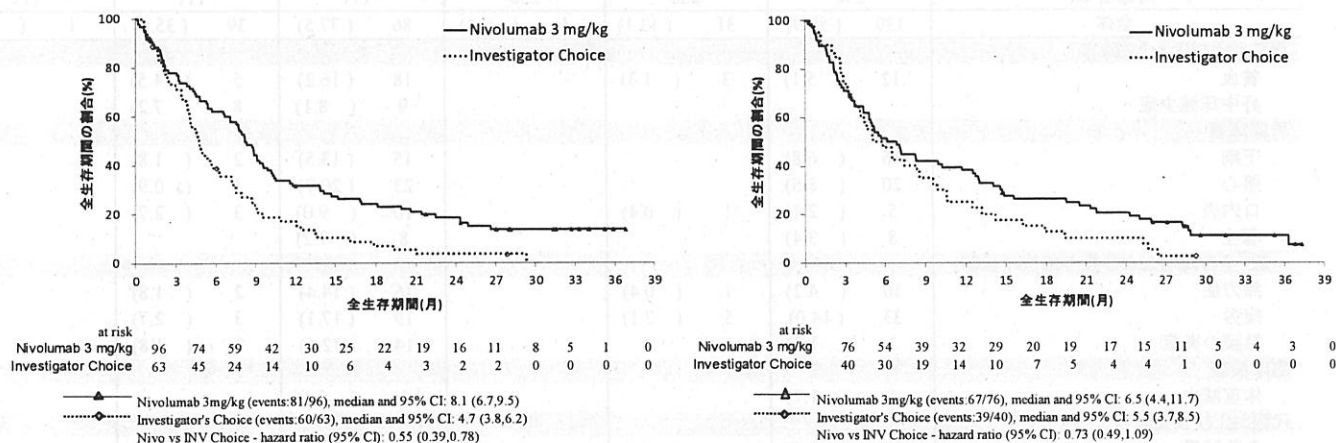 100
80
60
40
20
0
全生存期間の割合(%)
Nivolumab 3 mg/kg
Investigator Choice
0 3 6 9 12 15 18 21 24 27 30 33 36 39
全生存期間(月)
at risk
Nivolumab 3 mg/kg 96 74 59 42 30 25 22 19 16 11 8 5 1 0
Investigator Choice 63 45 24 14 10 6 4 3 2 2 0 0 0 0
Nivolumab 3mg/kg (events:81/96), median and 95% CI: 8.1 (6.7,9.5)
Investigator's Choice (events:60/63), median and 95% CI: 4.7 (3.8-6.2)
Nivo vs INV Choice - hazard ratio (95% CI): 0.55 (0.39,0.78)
100
80
60
40
20
0
全生存期間の割合(%)
Nivolumab 3 mg/kg
Investigator Choice
0 3 6 9 12 15 18 21 24 27 30 33 36 39
全生存期間(月)
at risk
Nivolumab 3 mg/kg 76 54 39 32 29 20 19 17 15 11 3 0
Investigator Choice 40 30 19 14 10 7 6 5 4 1 0 0 0 0
Nivolumab 3mg/kg (events:67/76), median and 95% CI: 6.5 (4.4,11.7)
Investigator's Choice (events:39/40), median and 95% CI: 5.5 (3.7,8.5)
Nivo vs INV Choice - hazard ratio (95% CI): 0.73 (0.49,1.09)